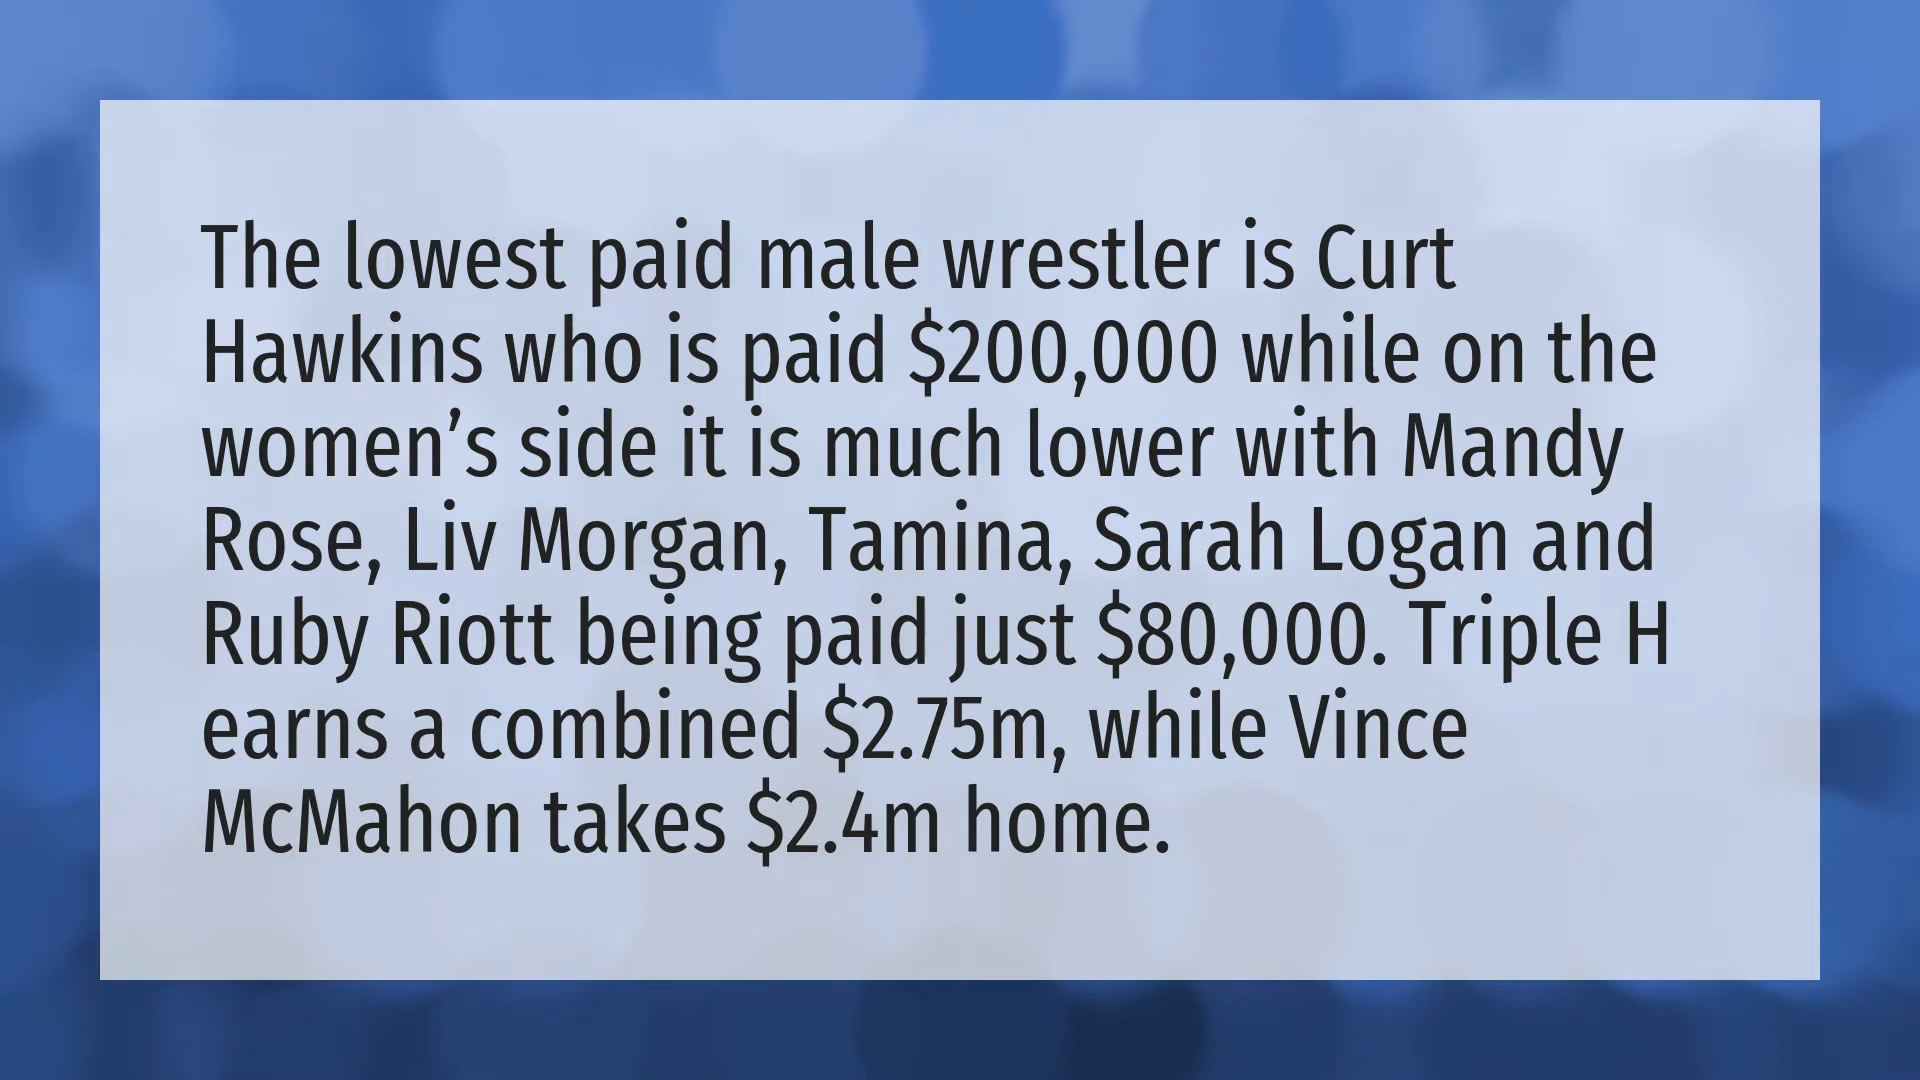 The lowest paid male wrestler is Curt
Hawkins who is paid $200,000 while on the
women’s side it is much lower with Mandy
Rose, Liv Morgan, Tamina, Sarah Logan and
Ruby Riott being paid just $80,000. Triple H
earns a combined $2.75m, while Vince
McMahon takes $2.4m home.